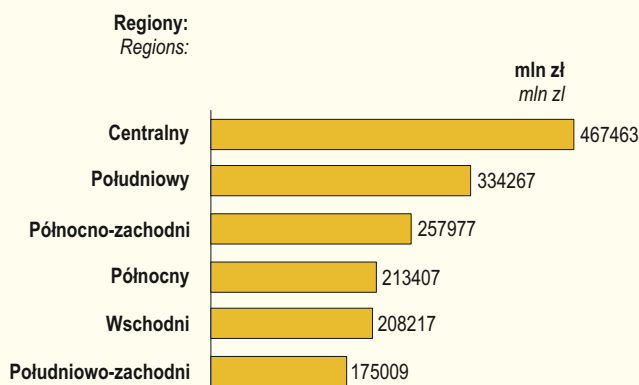 Regiony:
Regions:
mln zł
mln zl
Centralny 467463
Południowy 334267
Północno-zachodni 257977
Północny 213407
Wschodni 208217
Południowo-zachodni 175009